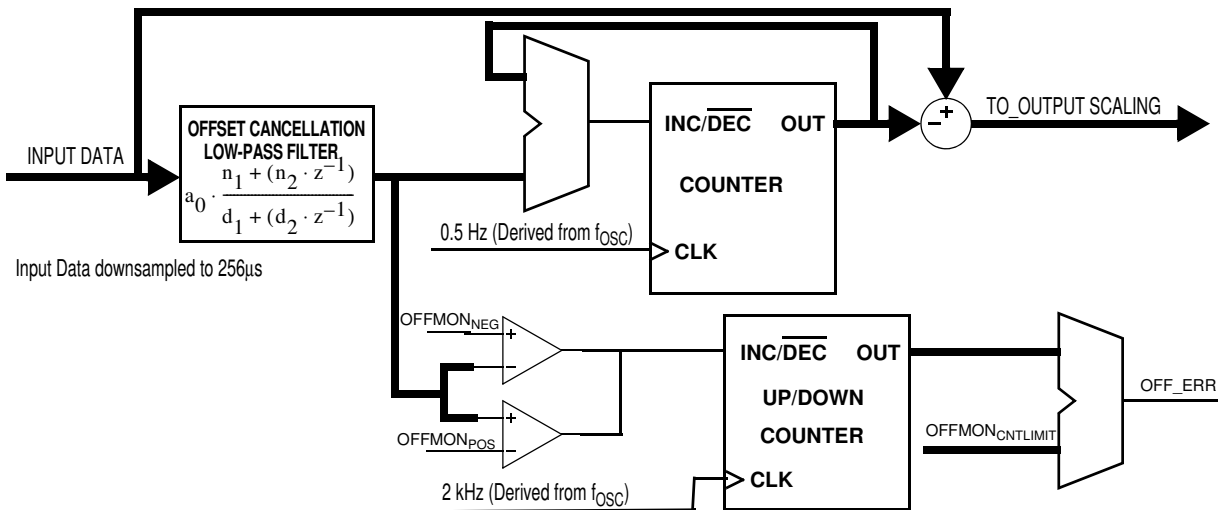 TO_OUTPUT SCALING
INC/DEC OUT
COUNTER
CLK
− +
INPUT DATA
OFFSET CANCELLATION
LOW-PASS FILTER
a0 · n1 + (n2 · z−1)
d1 + (d2 · z−1)
0.5 Hz (Derived from fOSC)
Input Data downsampled to 256µs
OFFMONNEG
+
−
+
−
OFFMONPOS
INC/DEC OUT
UP/DOWN
COUNTER
CLK
2 kHz (Derived from fOSC)
OFFMONCNTLIMIT
OFF_ERR